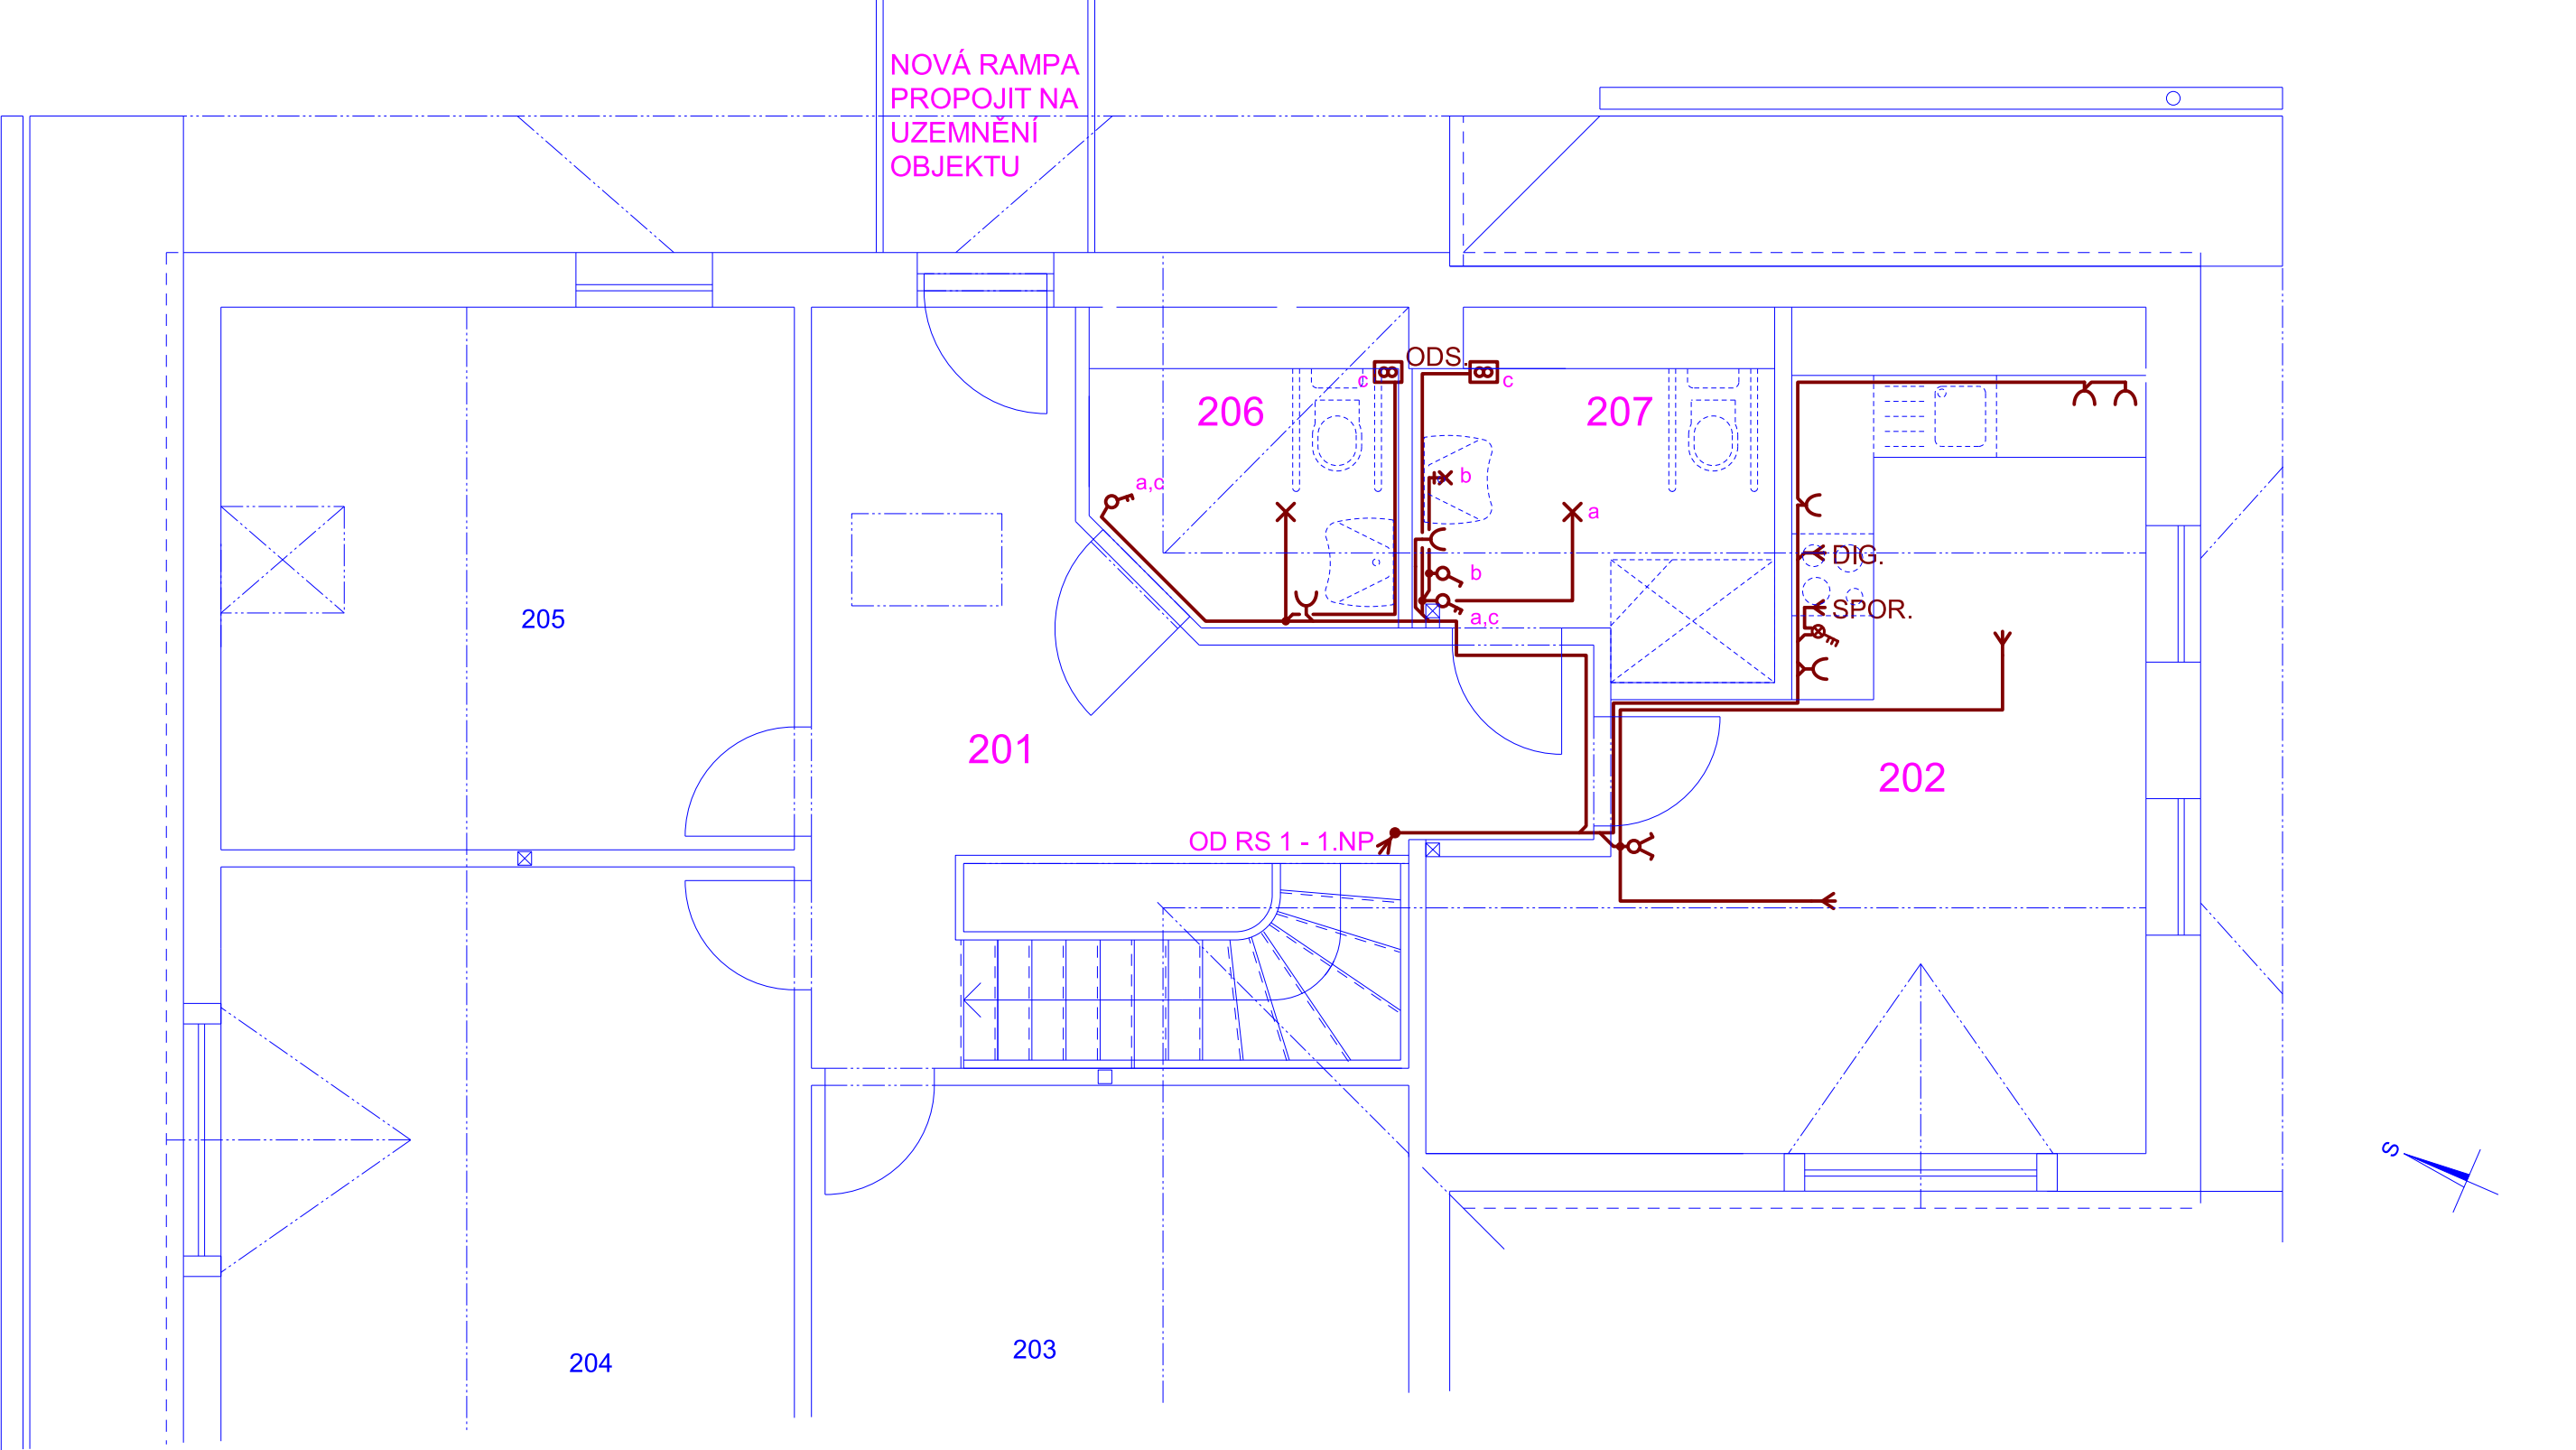 NOVÁ RAMPA
PROPOJIT NA
UZEMNĚNÍ
OBJEKTU
ODS.
c
c
206
207
a,c
b
a
DIG.
b
SPOR.
a,c
205
201
202
OD RS 1 - 1.NP
S
203
204